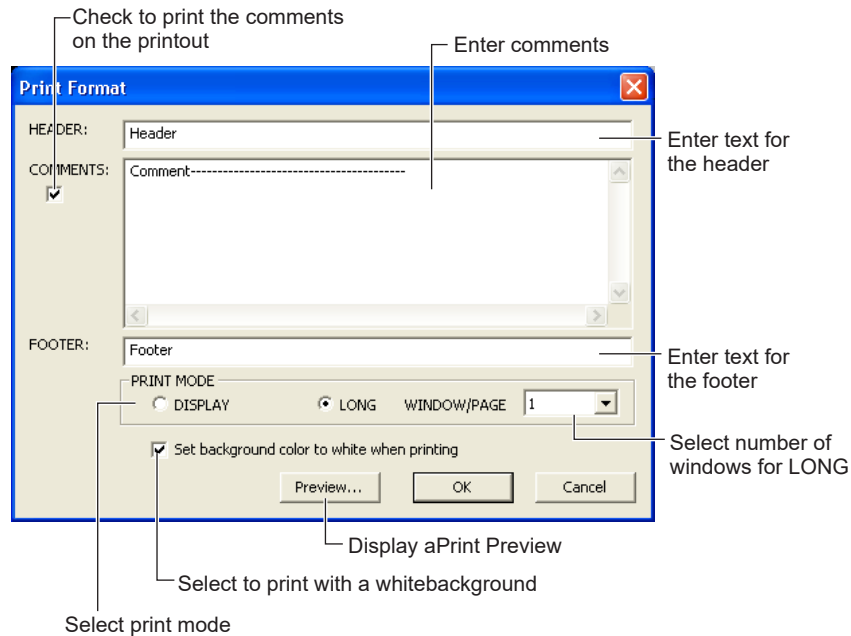 Check to print the comments
on the printout
Enter comments
Print Format
HEADER:
Header
Enter text for
the header
COMMENTS:
Comment----------------------------------------
FOOTER:
Footer
Enter text for
the footer
PRINT MODE
DISPLAY
LONG
WINDOW/PAGE
1
Select number of
windows for LONG
Set background color to white when printing
Preview...
OK
Cancel
Display aPrint Preview
Select to print with a whitebackground
Select print mode